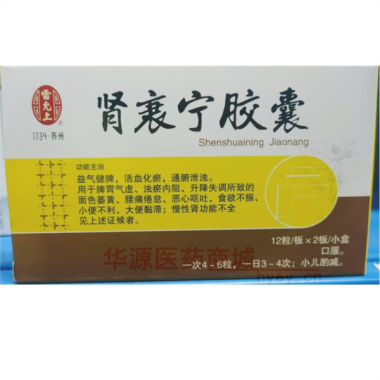 雷允上
1734·苏州
肾衰宁胶囊
Shenshuaining Jiaonang
功能主治
益气健脾，活血化瘀，通腑泄浊。
用于脾胃气虚、浊瘀内阻、升降失调所致的
面色萎黄、腰痛倦怠、恶心呕吐、食欲不振、
小便不利、大便黏滞；慢性肾功能不全
见上述证候者。
12粒/板×2板/小盒
口服。
华源医药商城
一次4-6粒，一日3~4次；小儿酌减。